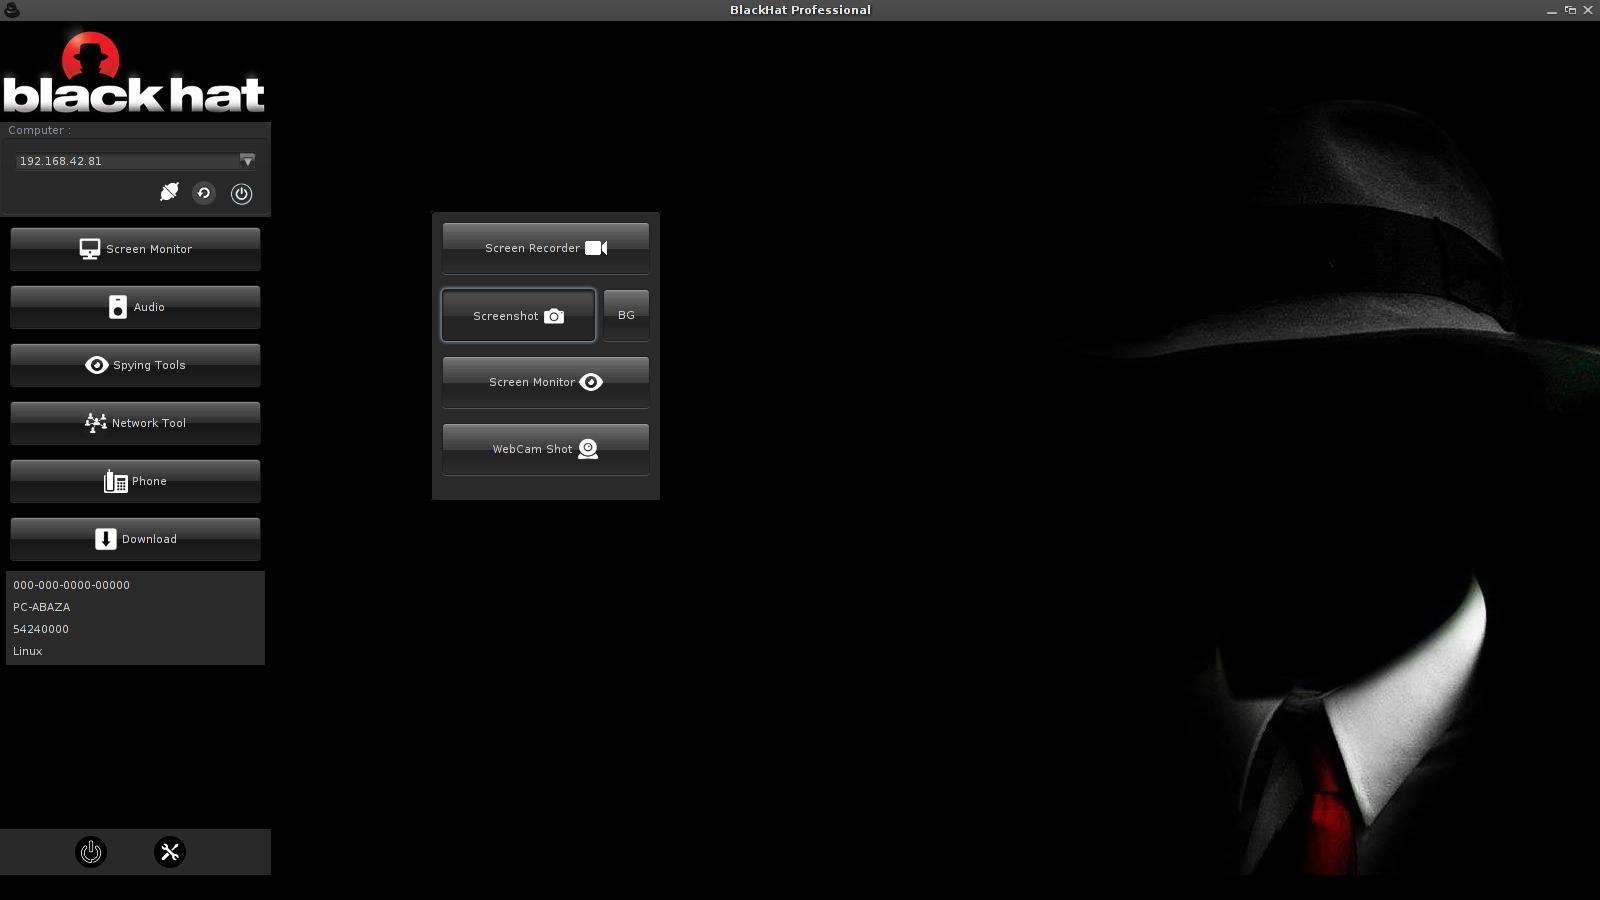 BlackHat Professional
black hat
Computer :
192.168.42.81
Screen Monitor
Audio
Spying Tools
Network Tool
Phone
Download
000-000-0000-00000
PC-ABAZA
54240000
Linux
Screen Recorder
Screenshot
BG
Screen Monitor
WebCam Shot